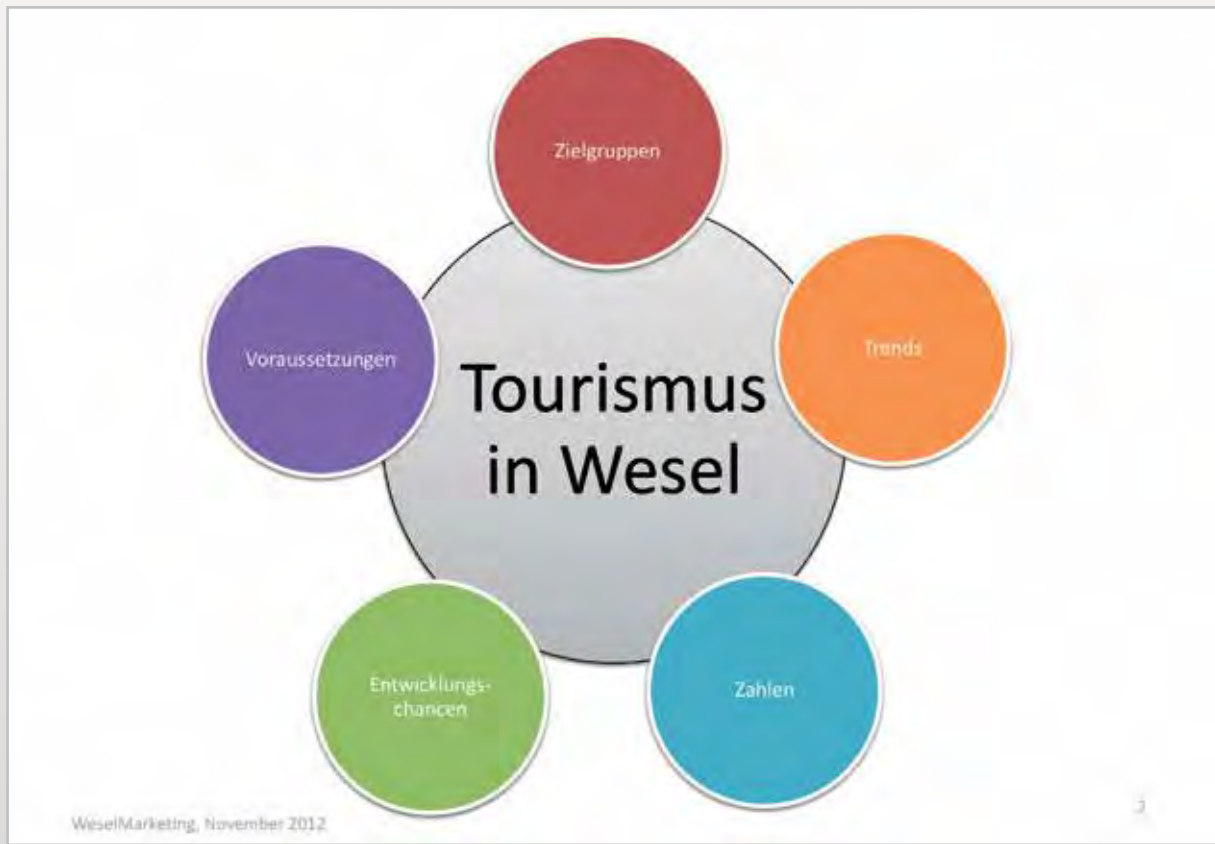 Zielgruppen
Trends
Voraussetzungen
Tourismus
in Wesel
Entwicklungs-
chancen
Zahlen
WeselMarketing, November 2012